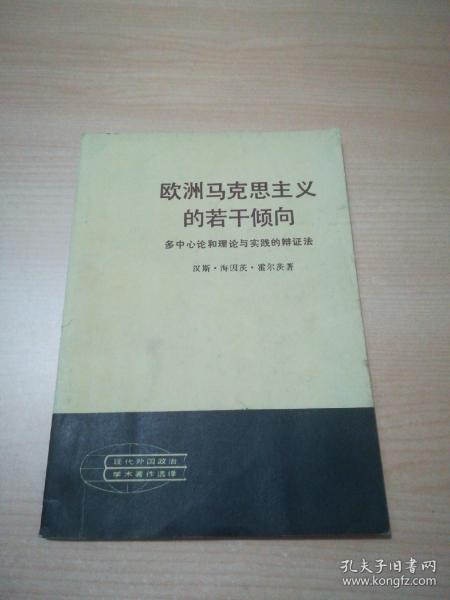 欧洲马克思主义
的若干倾向
多中心论和理论与实践的辩证法
汉斯·海因茨·霍尔茨著
现代外国政治
学术著作选译
孔夫子旧书网
www.kongfz.com